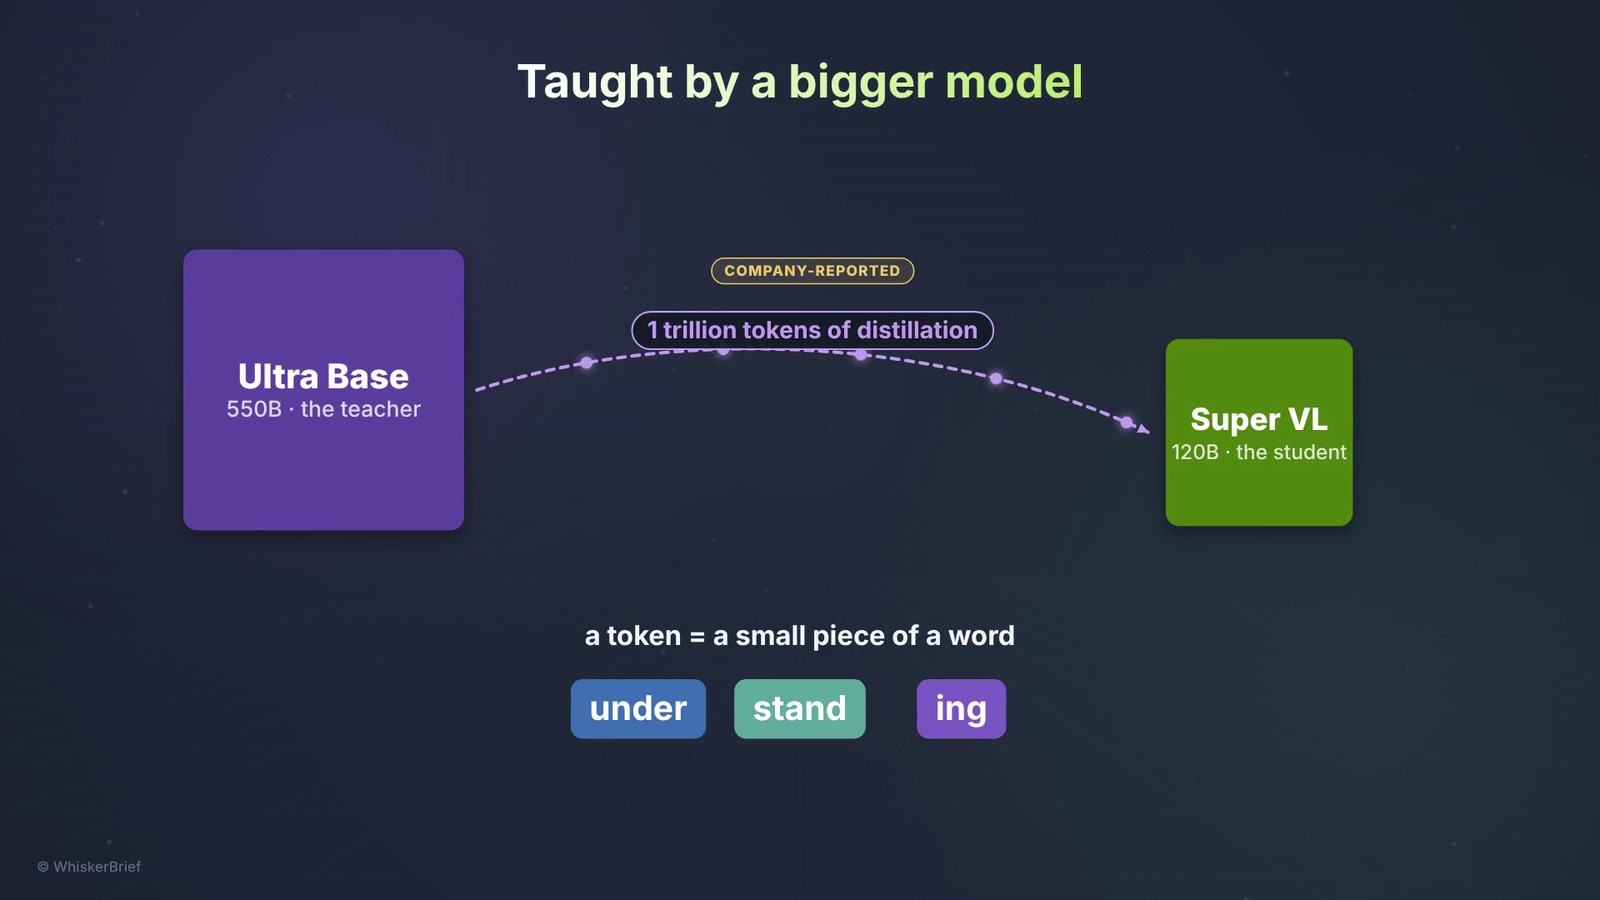 Taught by a bigger model
COMPANY-REPORTED
1 trillion tokens of distillation
Ultra Base
550B · the teacher
Super VL
120B · the student
a token = a small piece of a word
under stand ing
© WhiskerBrief